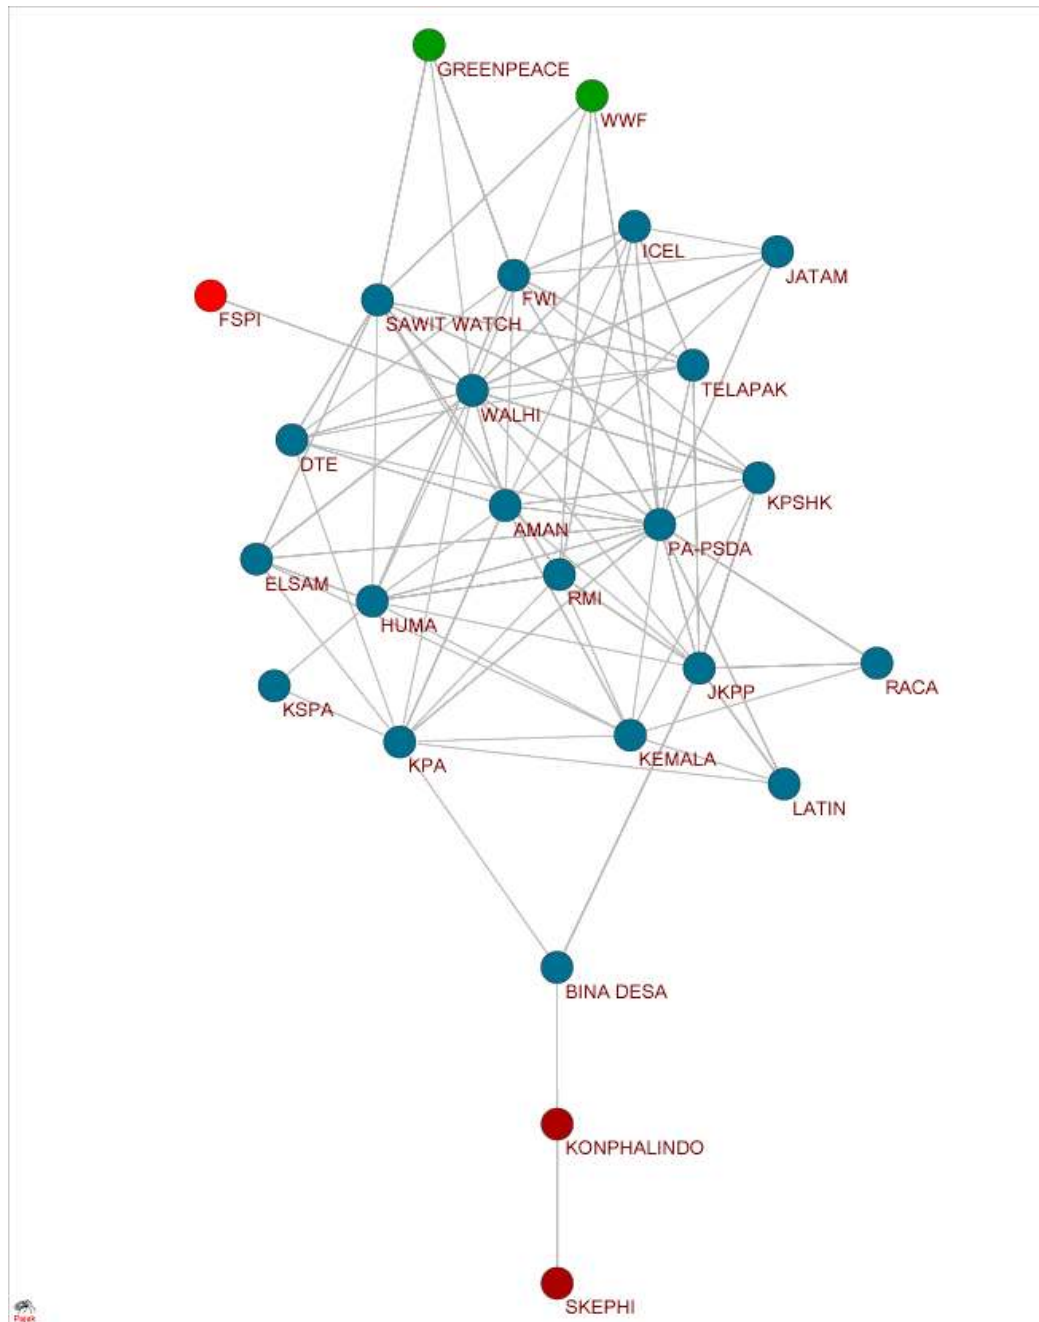 GREENPEACE
WWF
ICEL
JATAM
FWI
FSPI
SAWIT WATCH
TELAPAK
WALHI
DTE
KPSHK
AMAN
PA-PSDA
ELSAM
RMI
HUMA
JKPP
RACA
KSPA
KPA
KEMALA
LATIN
BINA DESA
KONPHALINDO
SKEPHI
Pajek